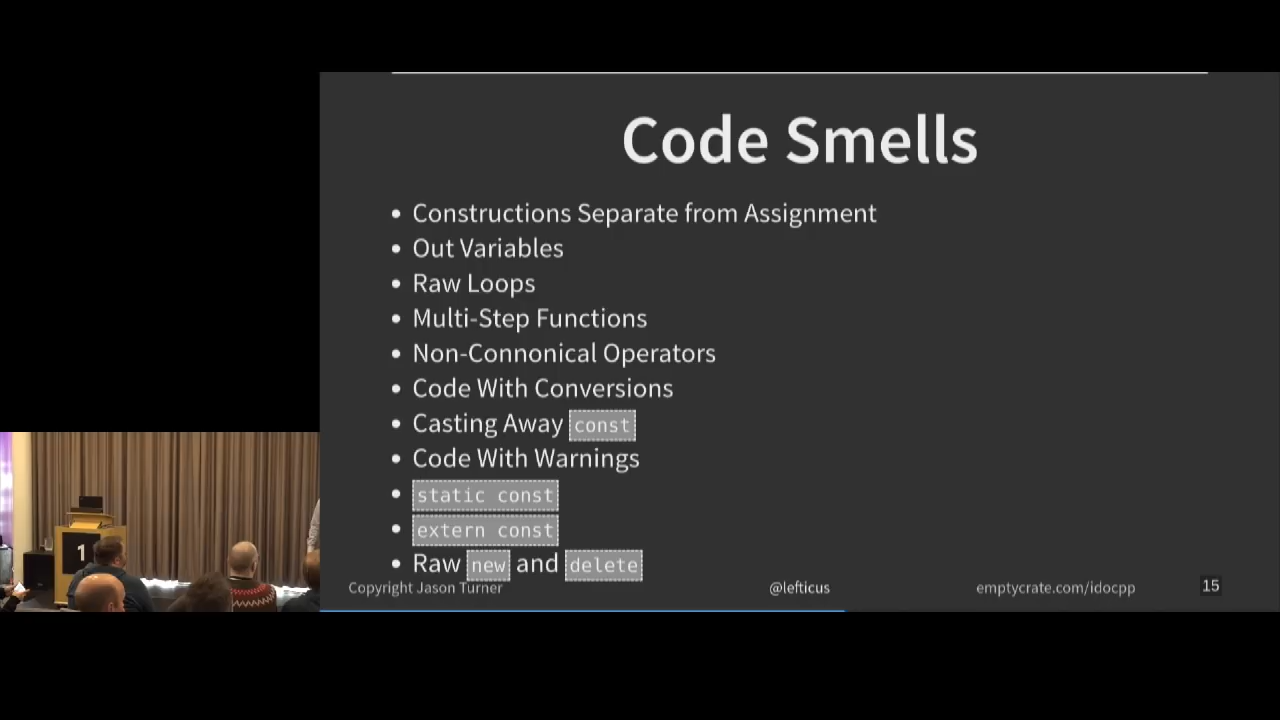 Code Smells
• Constructions Separate from Assignment
• Out Variables
• Raw Loops
• Multi-Step Functions
• Non-Connonical Operators
• Code With Conversions
• Casting Away const
• Code With Warnings
• static const
• extern const
• Raw new and delete
Copyright Jason Turner @lefticus emptycrate.com/idocpp 15
1